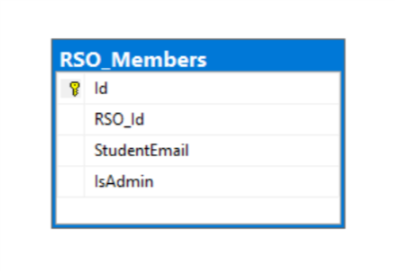 RSO_Members
Id
RSO_Id
StudentEmail
IsAdmin